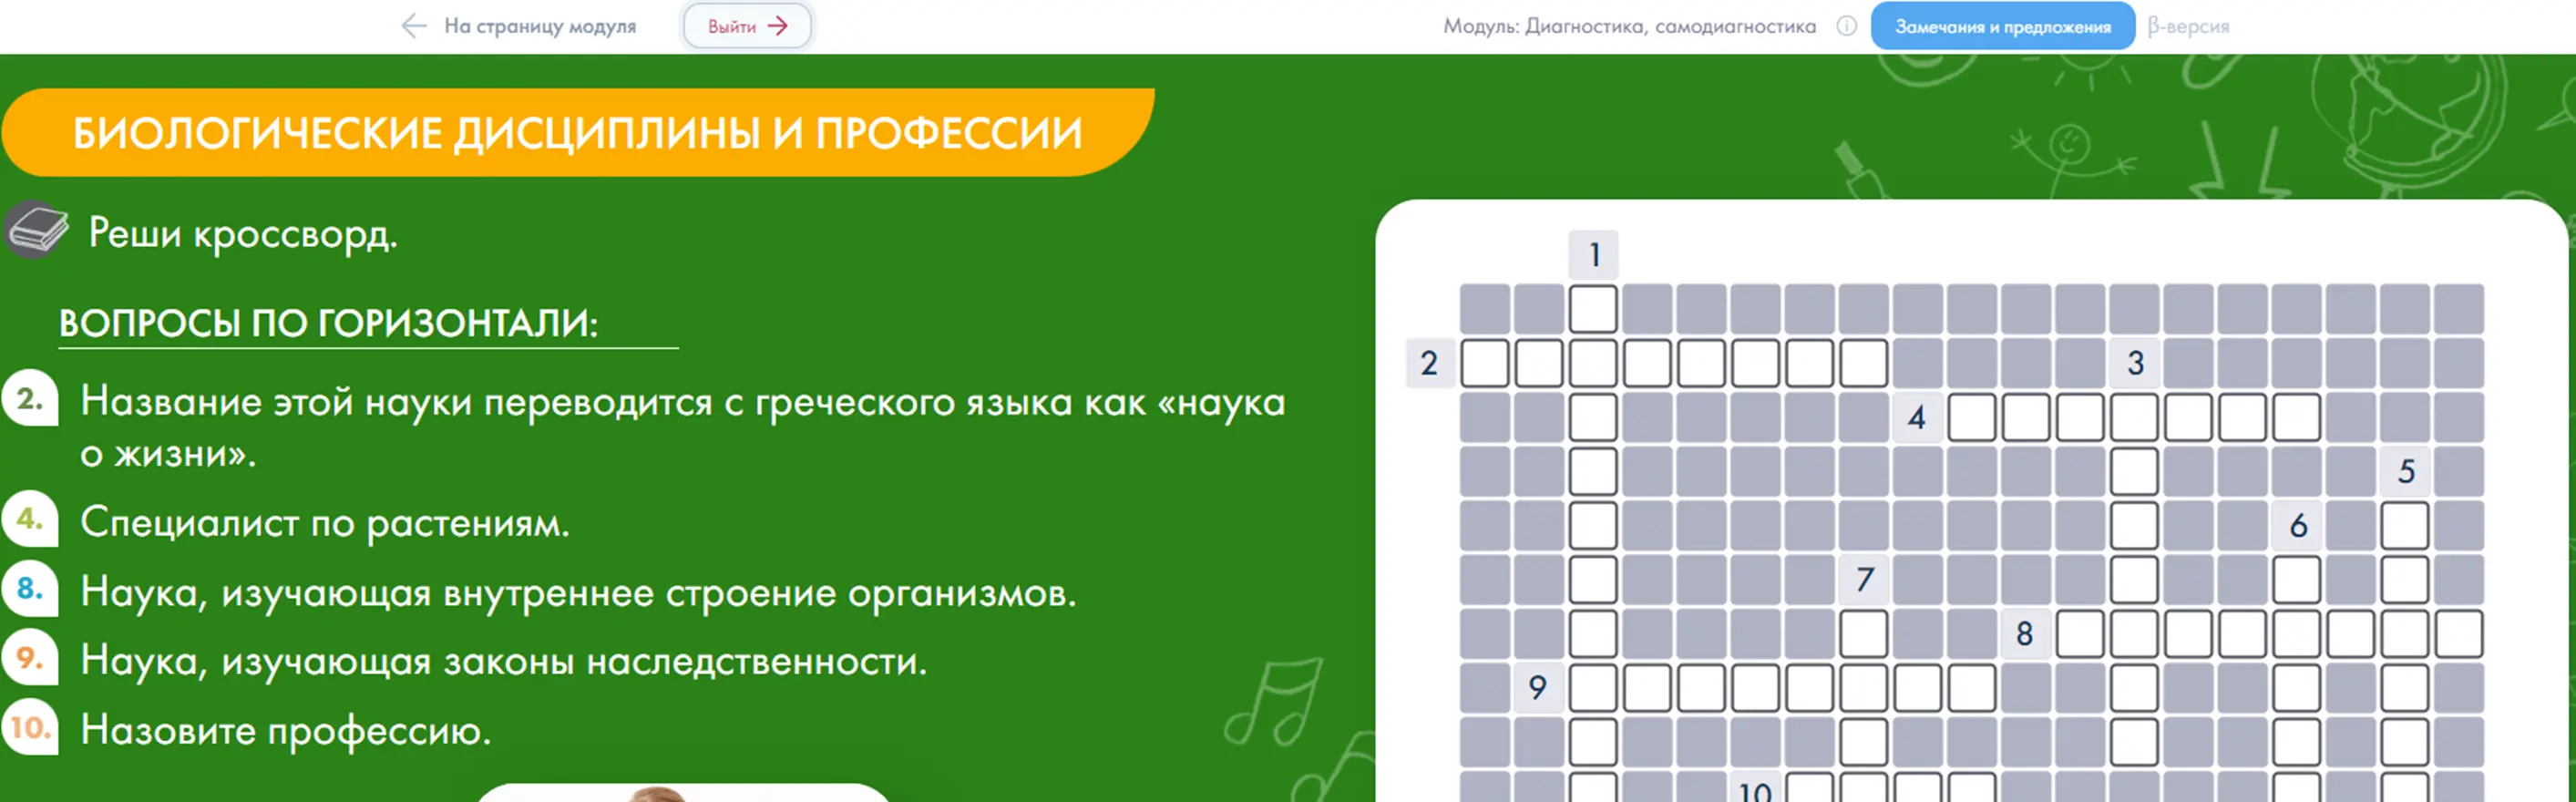 На страницу модуля
Выйти
Модуль: Диагностика, самодиагностика
Замечания и предложения
β-версия
БИОЛОГИЧЕСКИЕ ДИСЦИПЛИНЫ И ПРОФЕССИИ
Реши кроссворд.
ВОПРОСЫ ПО ГОРИЗОНТАЛИ:
2. Название этой науки переводится с греческого языка как «наука
о жизни».
4. Специалист по растениям.
8. Наука, изучающая внутреннее строение организмов.
9. Наука, изучающая законы наследственности.
10. Назовите профессию.
1
2
3
4
5
6
7
8
9
10